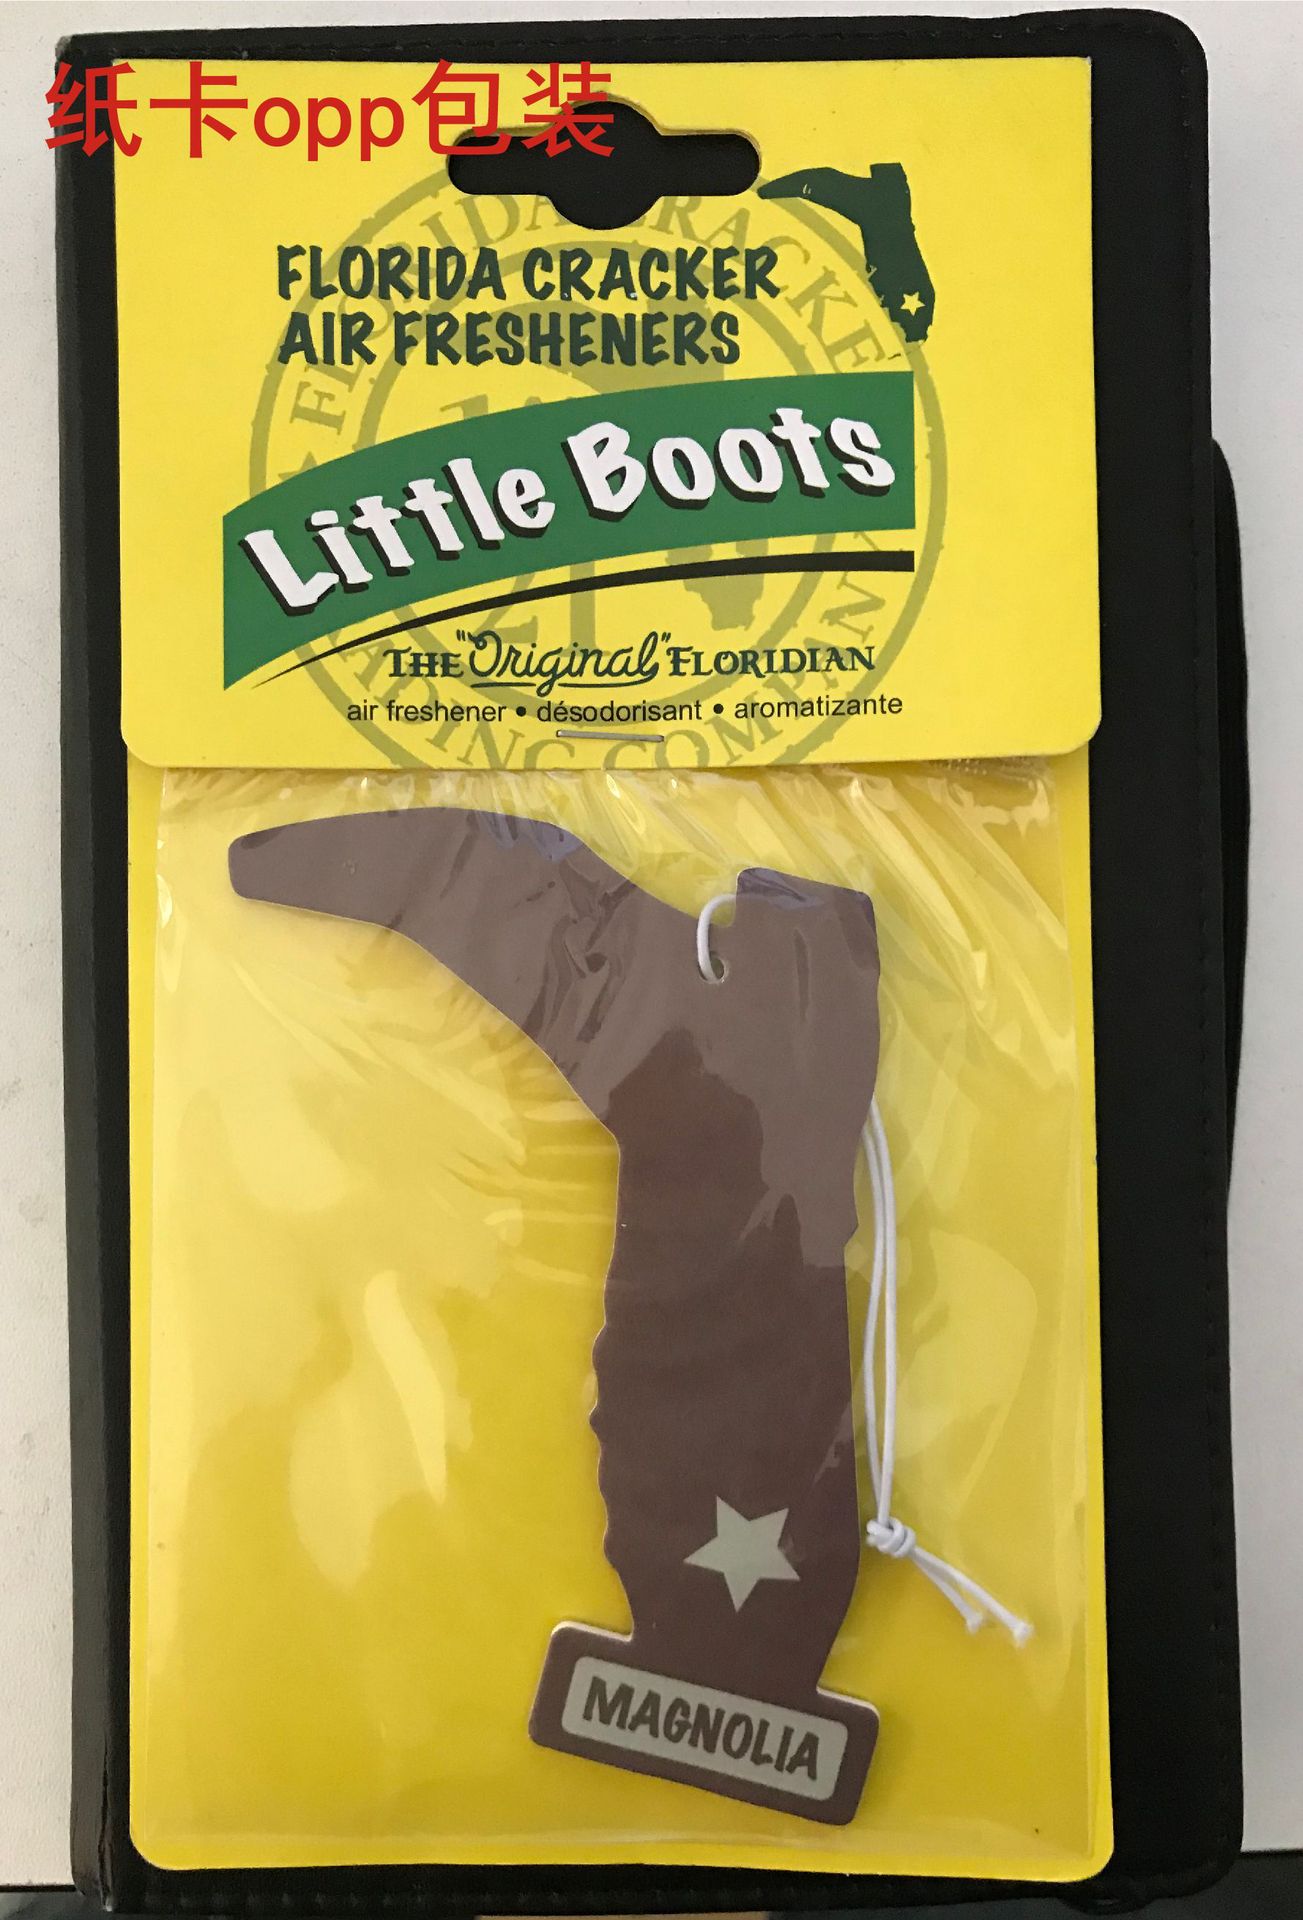 纸卡opp包装
FLORIDA CRACKER
AIR FRESHENERS
Little Boots
THE "Original" FLORIDIAN
air freshener • désodorisant • aromatizante
MAGNOLIA